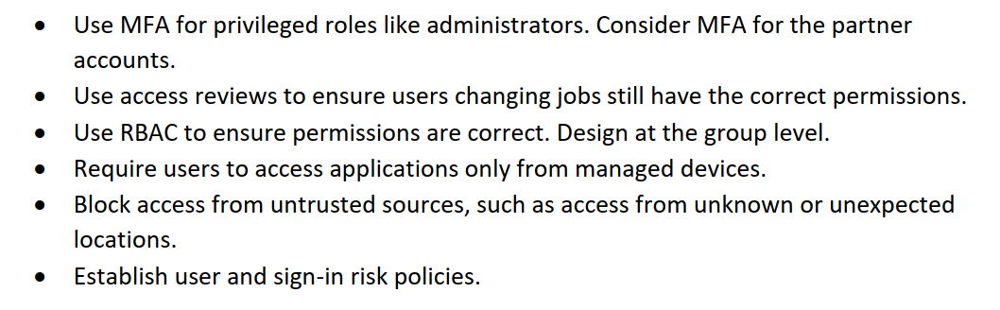 • Use MFA for privileged roles like administrators. Consider MFA for the partner
accounts.
• Use access reviews to ensure users changing jobs still have the correct permissions.
• Use RBAC to ensure permissions are correct. Design at the group level.
• Require users to access applications only from managed devices.
• Block access from untrusted sources, such as access from unknown or unexpected
locations.
• Establish user and sign-in risk policies.